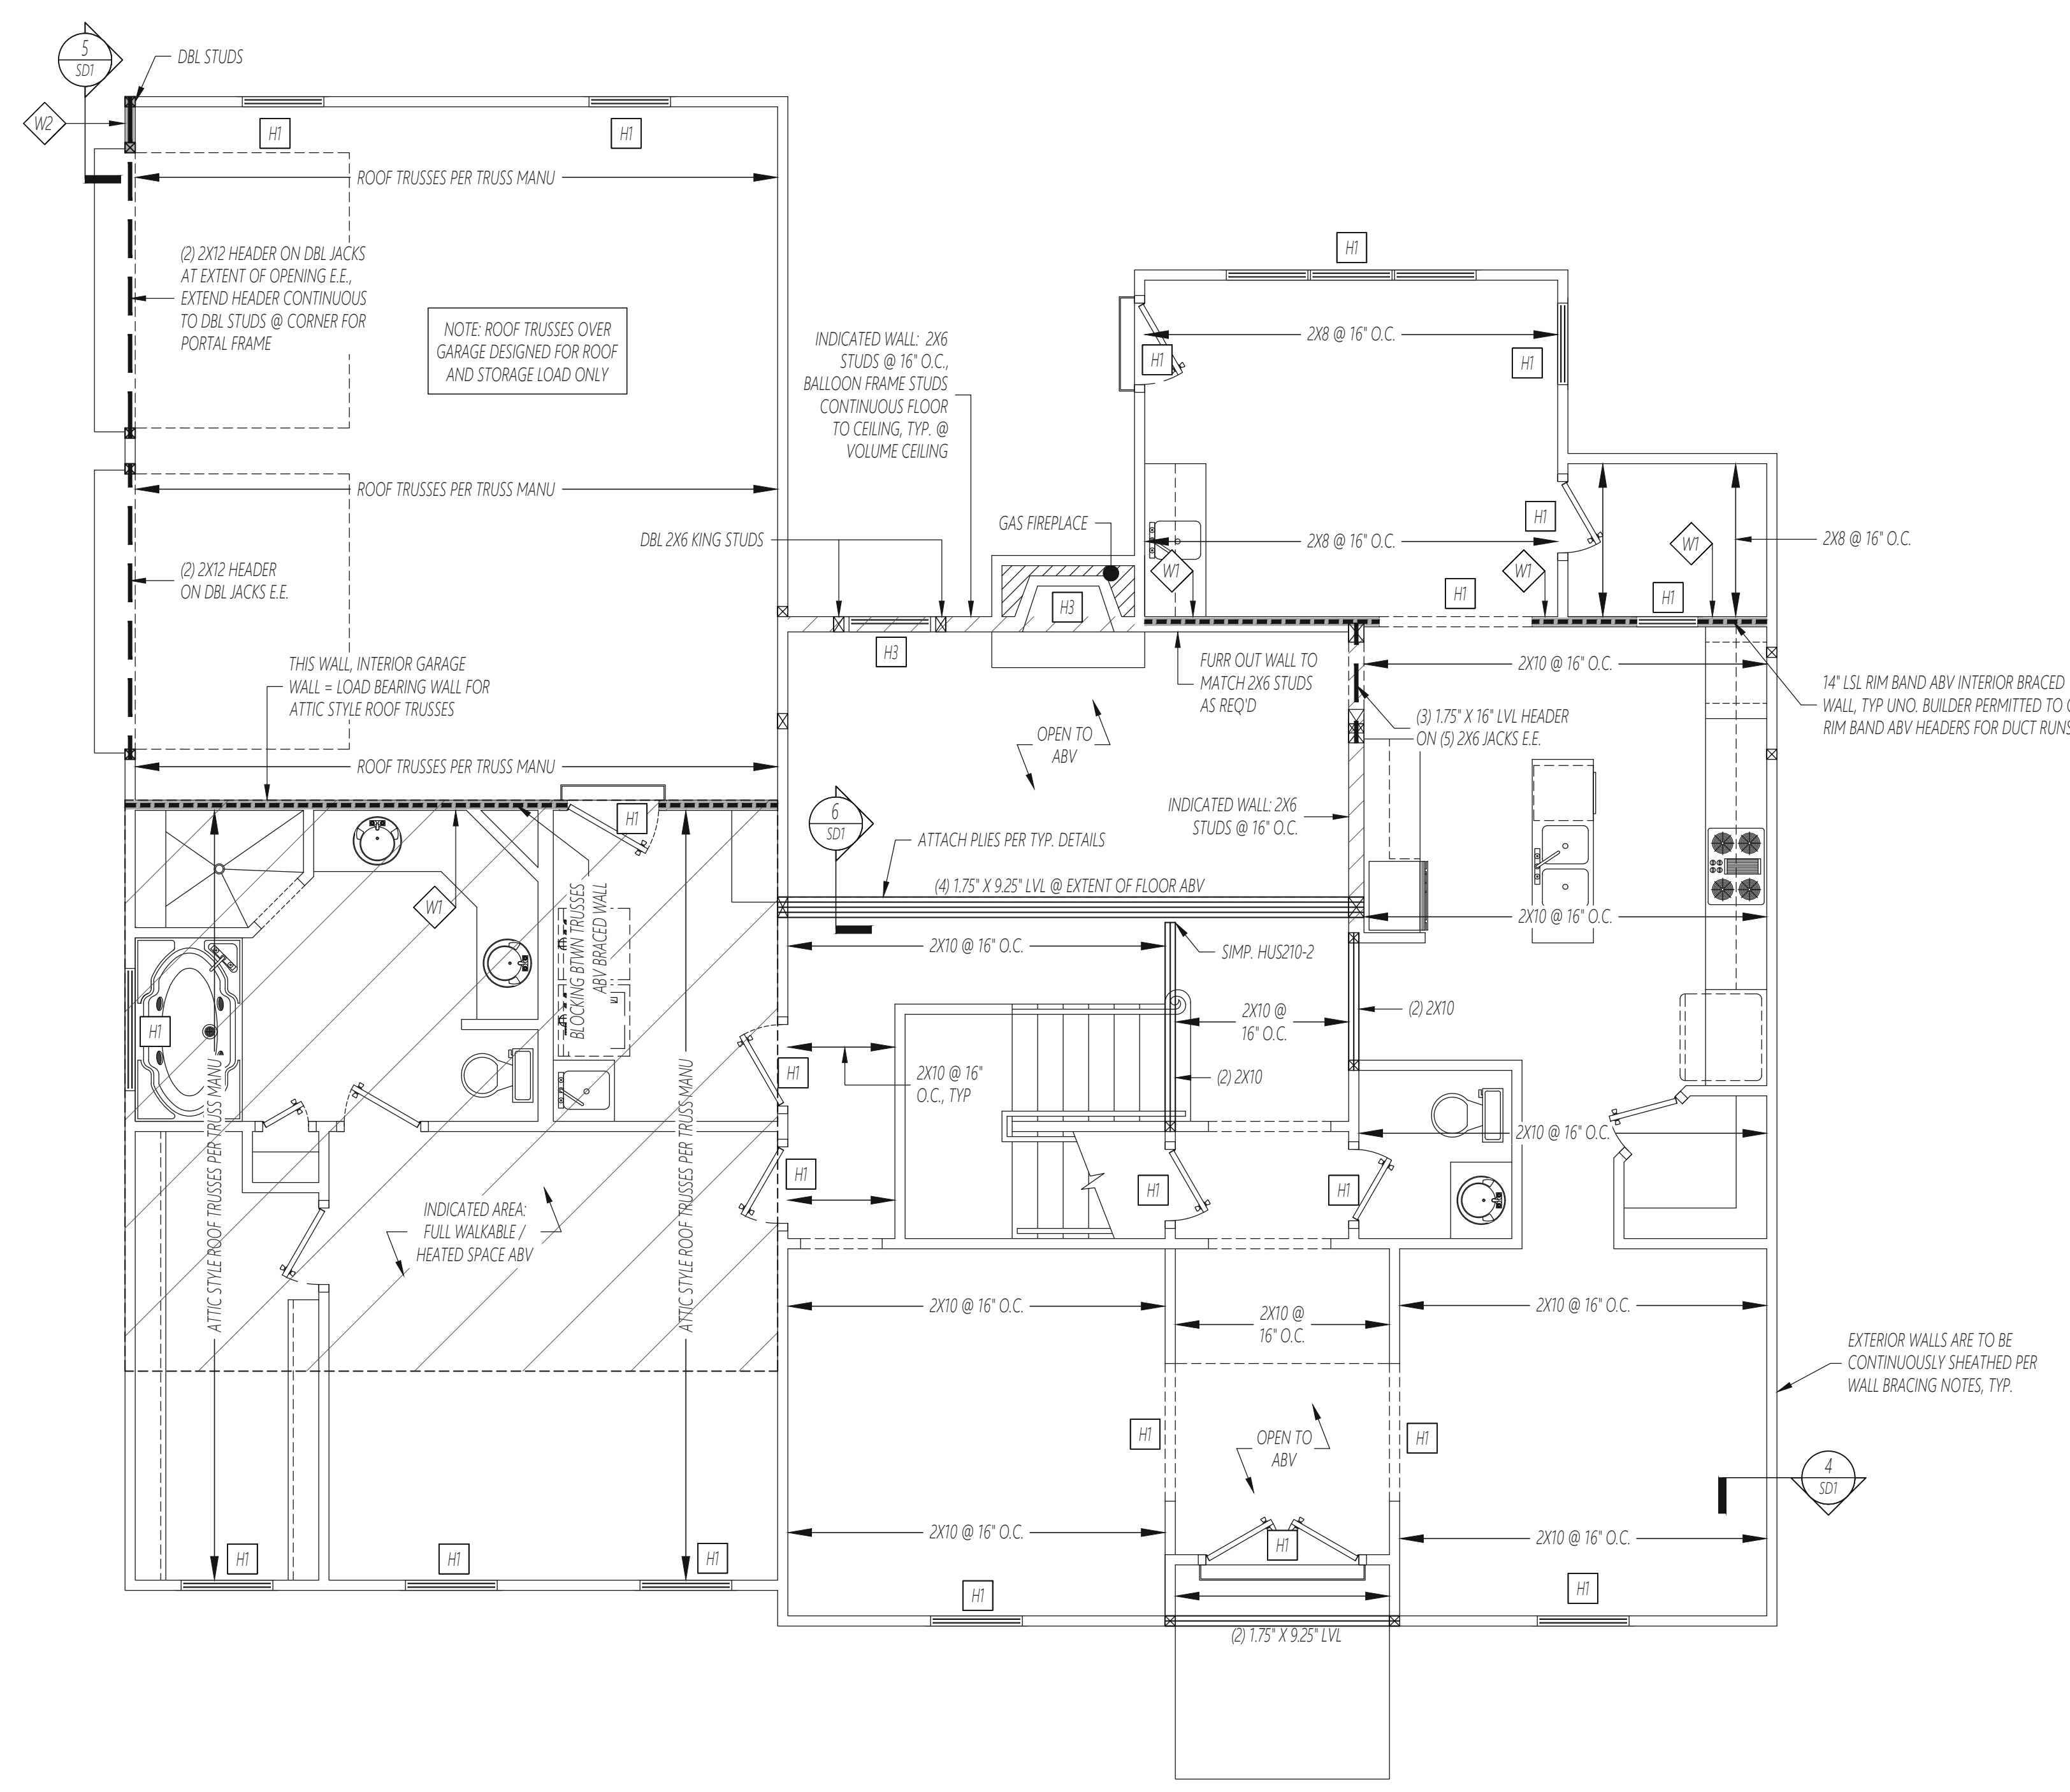 5
SD1
DBL STUDS
W2
H1
H1
ROOF TRUSSES PER TRUSS MANU
(2) 2X12 HEADER ON DBL JACKS
AT EXTENT OF OPENING E.E.,
EXTEND HEADER CONTINUOUS
TO DBL STUDS @ CORNER FOR
PORTAL FRAME
NOTE: ROOF TRUSSES OVER
GARAGE DESIGNED FOR ROOF
AND STORAGE LOAD ONLY
INDICATED WALL: 2X6
STUDS @ 16" O.C.,
BALLOON FRAME STUDS
CONTINUOUS FLOOR
TO CEILING, TYP. @
VOLUME CEILING
H1
2X8 @ 16" O.C.
H1
H1
ROOF TRUSSES PER TRUSS MANU
DBL 2X6 KING STUDS
GAS FIREPLACE
H1
2X8 @ 16" O.C.
2X8 @ 16" O.C.
W1
W1
W1
(2) 2X12 HEADER
ON DBL JACKS E.E.
H3
H1
H1
H3
THIS WALL, INTERIOR GARAGE
WALL = LOAD BEARING WALL FOR
ATTIC STYLE ROOF TRUSSES
FURR OUT WALL TO
MATCH 2X6 STUDS
AS REQ'D
2X10 @ 16" O.C.
14" LSL RIM BAND ABV INTERIOR BRACED
WALL, TYP UNO. BUILDER PERMITTED TO
RIM BAND ABV HEADERS FOR DUCT RUNS
(3) 1.75" X 16" LVL HEADER
ON (5) 2X6 JACKS E.E.
OPEN TO
ABV
ROOF TRUSSES PER TRUSS MANU
H1
6
SD1
INDICATED WALL: 2X6
STUDS @ 16" O.C.
ATTACH PLIES PER TYP. DETAILS
(4) 1.75" X 9.25" LVL @ EXTENT OF FLOOR ABV
W1
BLOCKING BTWN TRUSSES
ABV BRACED WALL
2X10 @ 16" O.C.
2X10 @ 16" O.C.
SIMP. HUS210-2
2X10 @
16" O.C.
(2) 2X10
H1
H1
2X10 @ 16"
O.C., TYP
(2) 2X10
2X10 @ 16" O.C.
ATTIC STYLE ROOF TRUSSES PER TRUSS MANU
ATTIC STYLE ROOF TRUSSES PER TRUSS MANU
H1
H1
H1
INDICATED AREA:
FULL WALKABLE /
HEATED SPACE ABV
2X10 @ 16" O.C.
2X10 @
16" O.C.
2X10 @ 16" O.C.
EXTERIOR WALLS ARE TO BE
CONTINUOUSLY SHEATHED PER
WALL BRACING NOTES, TYP.
H1
OPEN TO
ABV
H1
4
SD1
2X10 @ 16" O.C.
H1
2X10 @ 16" O.C.
H1
H1
H1
H1
H1
(2) 1.75" X 9.25" LVL